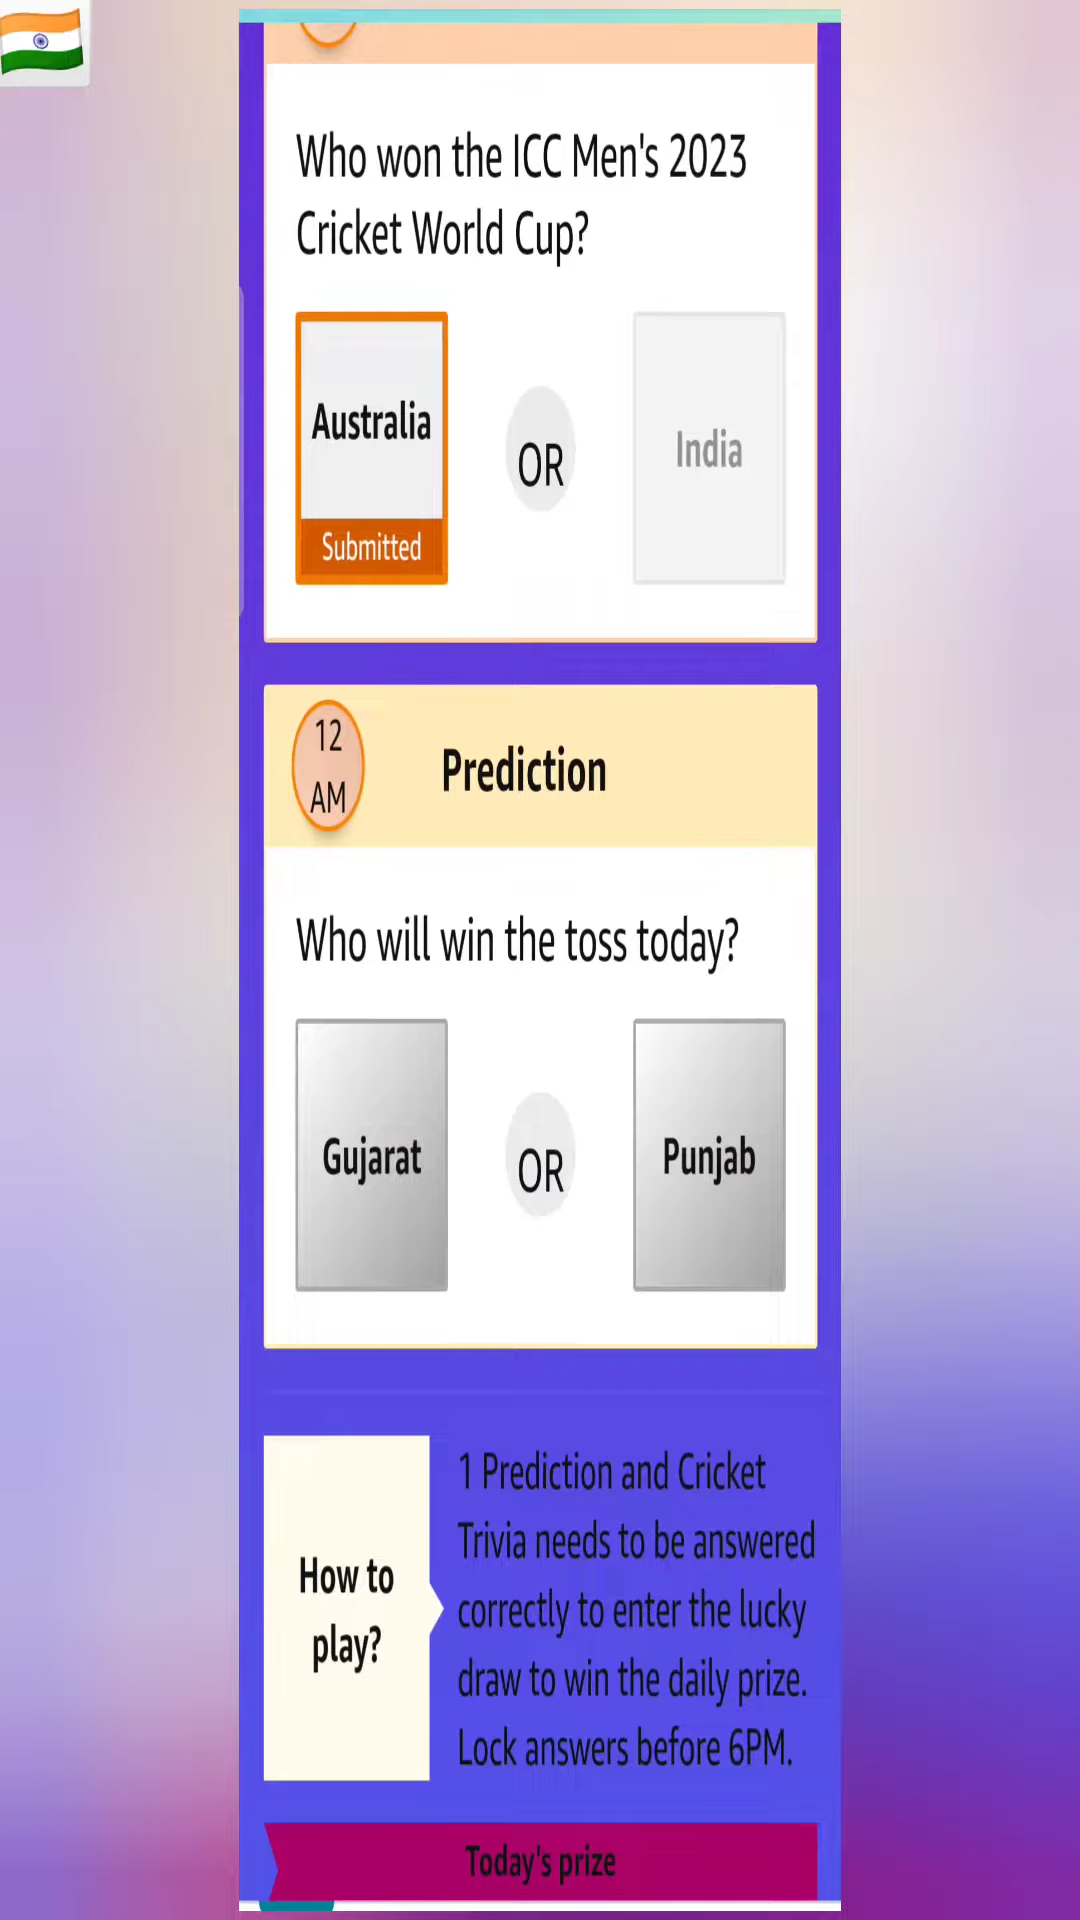 Who won the ICC Men's 2023
Cricket World Cup?
Australia
OR
India
Submitted
12
AM
Prediction
Who will win the toss today?
Gujarat
OR
Punjab
How to
play?
1 Prediction and Cricket
Trivia needs to be answered
correctly to enter the lucky
draw to win the daily prize.
Lock answers before 6PM.
Today's prize